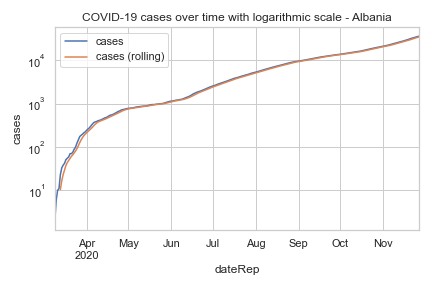 COVID-19 cases over time with logarithmic scale - Albania
cases
cases (rolling)
10⁴
10³
10²
10¹
cases
Apr May Jun Jul Aug Sep Oct Nov
2020
dateRep